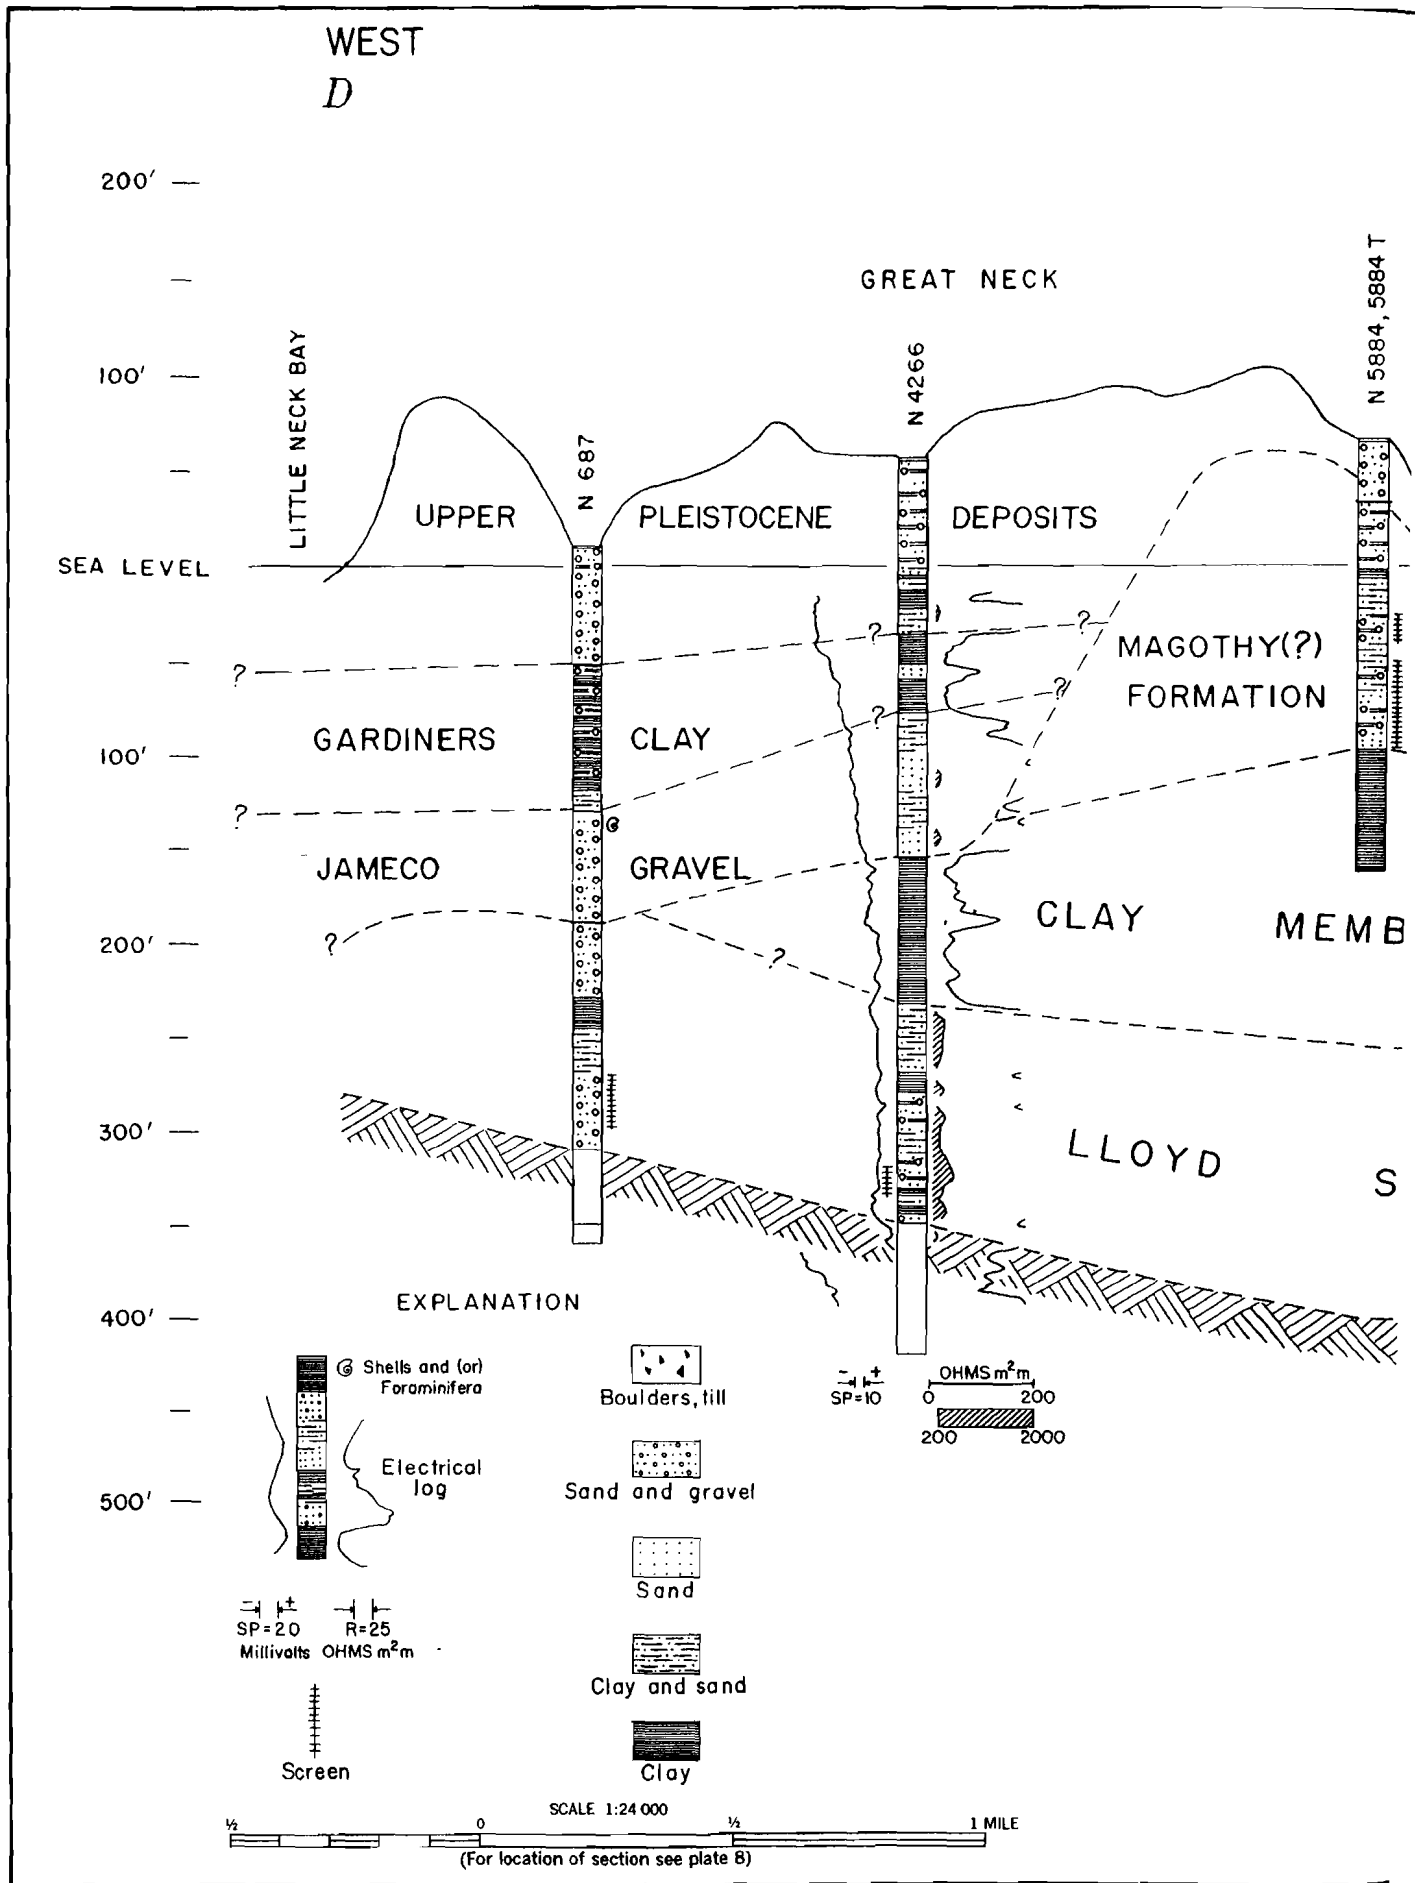 WEST
D
200'
GREAT NECK
N 5884, 5884 T
100'
LITTLE NECK BAY
N 687
N 4266
UPPER PLEISTOCENE DEPOSITS
SEA LEVEL
? ?
MAGOTHY(?)
FORMATION
?
? ?
GARDINERS CLAY
100'
?
JAMECO GRAVEL
CLAY MEMB
200'
?
?
300'
LLOYD S
EXPLANATION
400'
Shells and (or)
Foraminifera
Boulders, till
- +
SP=10
OHMS m²m
0 200
200 2000
Electrical
log
Sand and gravel
500'
Sand
- +
SP=20 R=25
Millivolts OHMS m²m
Clay and sand
Screen
Clay
SCALE 1:24 000
½ 0 ½ 1 MILE
(For location of section see plate 8)